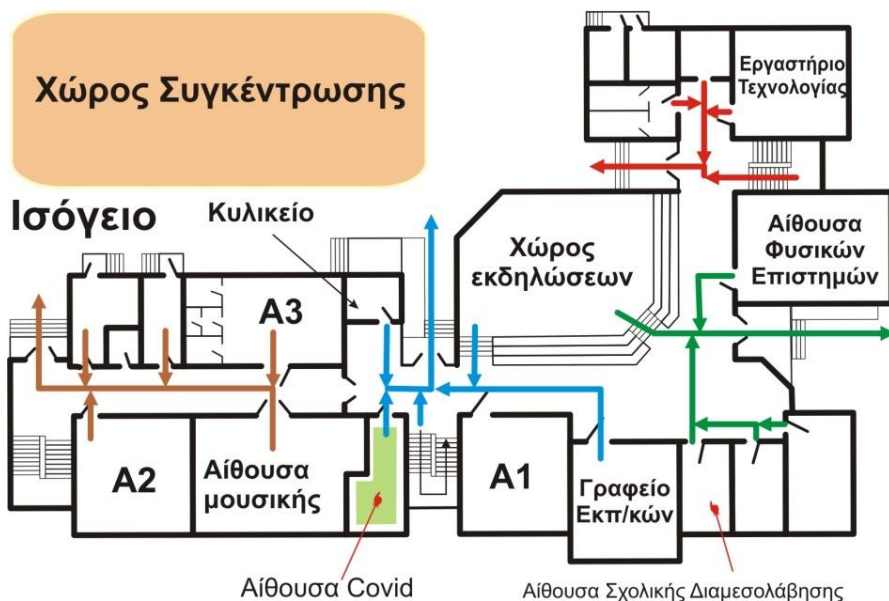 Χώρος Συγκέντρωσης
Εργαστήριο
Τεχνολογίας
Ισόγειο
Κυλικείο
Χώρος
εκδηλώσεων
Αίθουσα
Φυσικών
Επιστημών
Α3
Α2
Αίθουσα
μουσικής
Α1
Γραφείο
Εκπ/κών
Αίθουσα Covid
Αίθουσα Σχολικής Διαμεσολάβησης